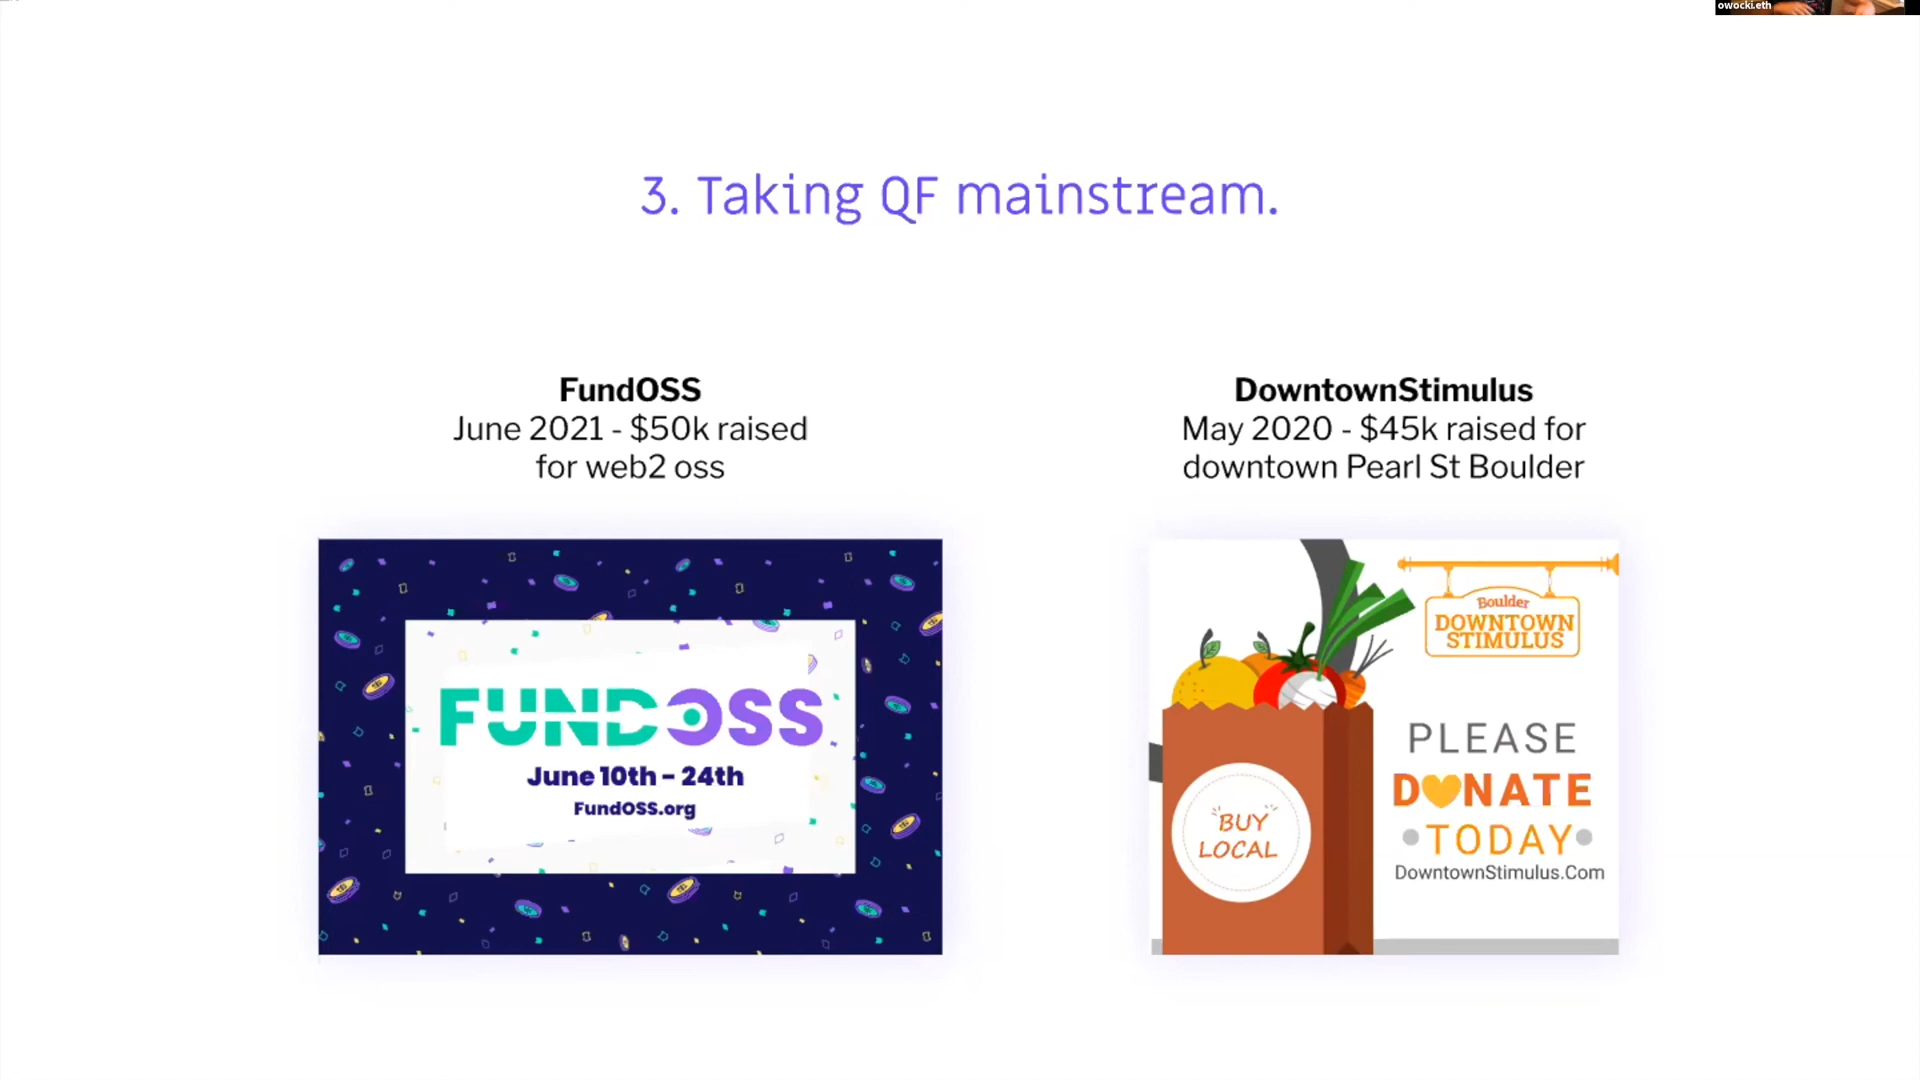 owocki.eth
3. Taking QF mainstream.
FundOSS
June 2021 - $50k raised
for web2 oss
DowntownStimulus
May 2020 - $45k raised for
downtown Pearl St Boulder
FUNDOSS
June 10th - 24th
FundOSS.org
Boulder
DOWNTOWN
STIMULUS
BUY
LOCAL
PLEASE
DONATE
TODAY
DowntownStimulus.Com